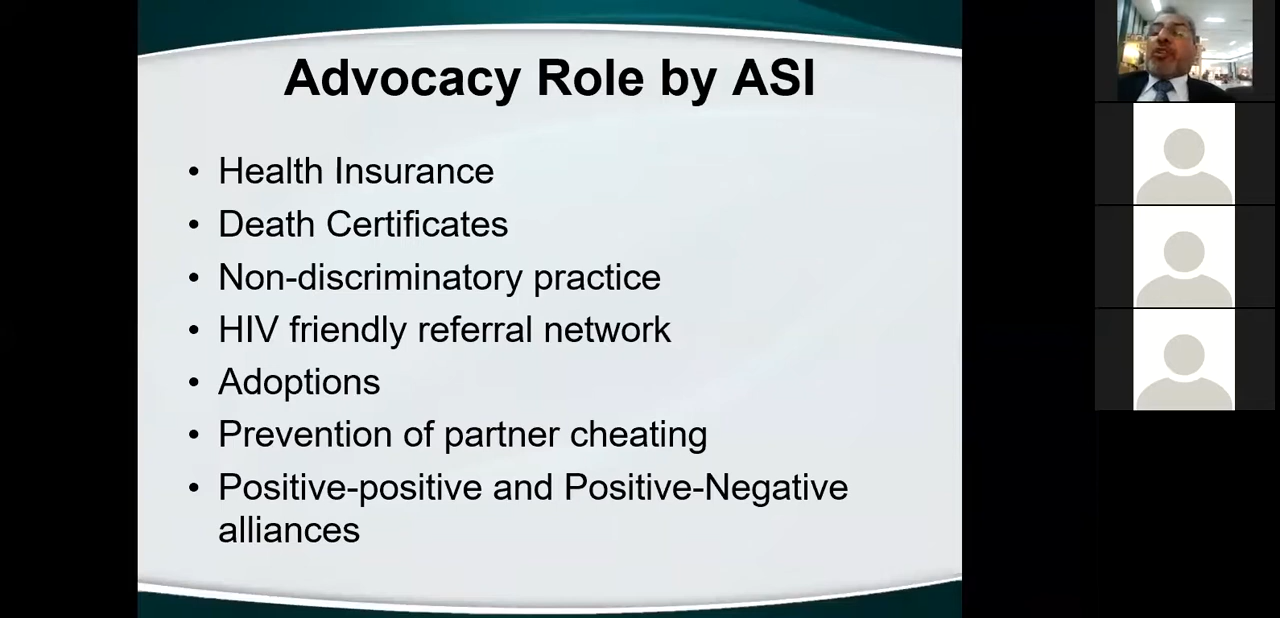 Advocacy Role by ASI
• Health Insurance
• Death Certificates
• Non-discriminatory practice
• HIV friendly referral network
• Adoptions
• Prevention of partner cheating
• Positive-positive and Positive-Negative
alliances